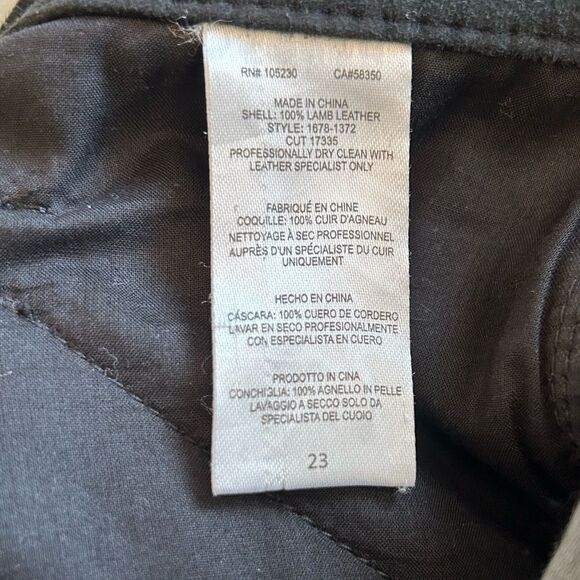 RN# 105230 CA#58350
MADE IN CHINA
SHELL: 100% LAMB LEATHER
STYLE: 1678-1372
CUT 17335
PROFESSIONALLY DRY CLEAN WITH
LEATHER SPECIALIST ONLY
FABRIQUÉ EN CHINE
COQUILLE: 100% CUIR D'AGNEAU
NETTOYAGE À SEC PROFESSIONNEL
AUPRÈS D'UN SPÉCIALISTE DU CUIR
UNIQUEMENT
HECHO EN CHINA
CÁSCARA: 100% CUERO DE CORDERO
LAVAR EN SECO PROFESIONALMENTE
CON ESPECIALISTA EN CUERO
PRODOTTO IN CINA
CONCHIGLIA: 100% AGNELLO IN PELLE
LAVAGGIO A SECCO SOLO DA
SPECIALISTA DEL CUOIO
23